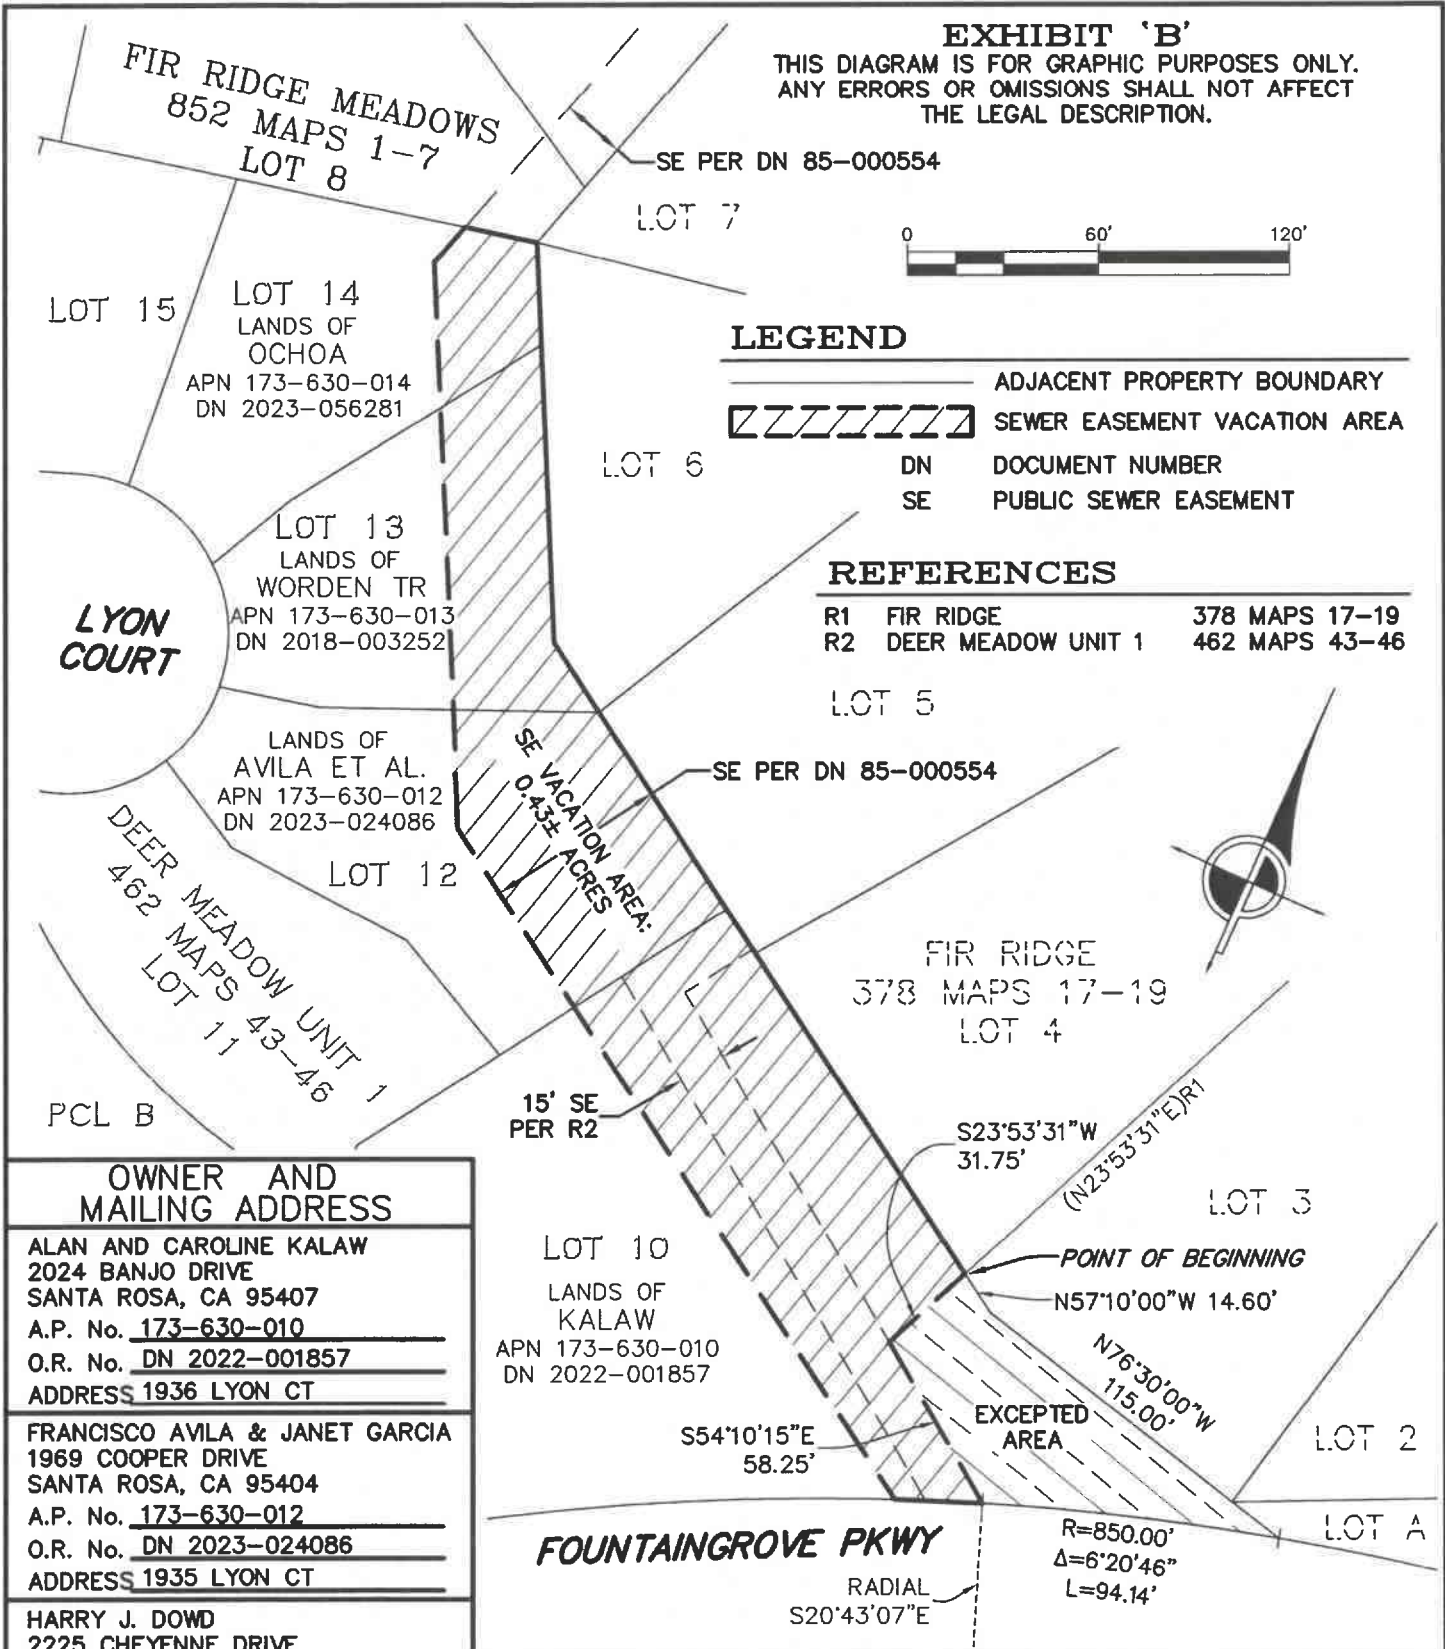 EXHIBIT 'B'
THIS DIAGRAM IS FOR GRAPHIC PURPOSES ONLY.
ANY ERRORS OR OMISSIONS SHALL NOT AFFECT
THE LEGAL DESCRIPTION.
FIR RIDGE MEADOWS
852 MAPS 1-7
LOT 8
SE PER DN 85-000554
LOT 7
0 60' 120'
LOT 15
LOT 14
LANDS OF
OCHOA
APN 173-630-014
DN 2023-056281
LEGEND
ADJACENT PROPERTY BOUNDARY
SEWER EASEMENT VACATION AREA
DN DOCUMENT NUMBER
SE PUBLIC SEWER EASEMENT
LOT 6
LOT 13
LANDS OF
WORDEN TR
APN 173-630-013
DN 2018-003252
LYON
COURT
REFERENCES
R1 FIR RIDGE 378 MAPS 17-19
R2 DEER MEADOW UNIT 1 462 MAPS 43-46
LOT 5
LANDS OF
AVILA ET AL.
APN 173-630-012
DN 2023-024086
LOT 12
SE VACATION AREA:
0.43± ACRES
SE PER DN 85-000554
DEER MEADOW UNIT 1
462 MAPS 43-46
LOT 11
PCL B
FIR RIDGE
378 MAPS 17-19
LOT 4
15' SE
PER R2
S23°53'31"W
31.75'
(N23°53'31"E)R1
LOT 3
POINT OF BEGINNING
N57°10'00"W 14.60'
N76°30'00"W
115.00'
LOT 10
LANDS OF
KALAW
APN 173-630-010
DN 2022-001857
S54°10'15"E
58.25'
EXCEPTED
AREA
LOT 2
LOT A
FOUNTAINGROVE PKWY
R=850.00'
Δ=6°20'46"
L=94.14'
RADIAL
S20°43'07"E
OWNER AND
MAILING ADDRESS
ALAN AND CAROLINE KALAW
2024 BANJO DRIVE
SANTA ROSA, CA 95407
A.P. No. 173-630-010
O.R. No. DN 2022-001857
ADDRESS 1936 LYON CT
FRANCISCO AVILA & JANET GARCIA
1969 COOPER DRIVE
SANTA ROSA, CA 95404
A.P. No. 173-630-012
O.R. No. DN 2023-024086
ADDRESS 1935 LYON CT
HARRY J. DOWD
2225 CHEYENNE DRIVE